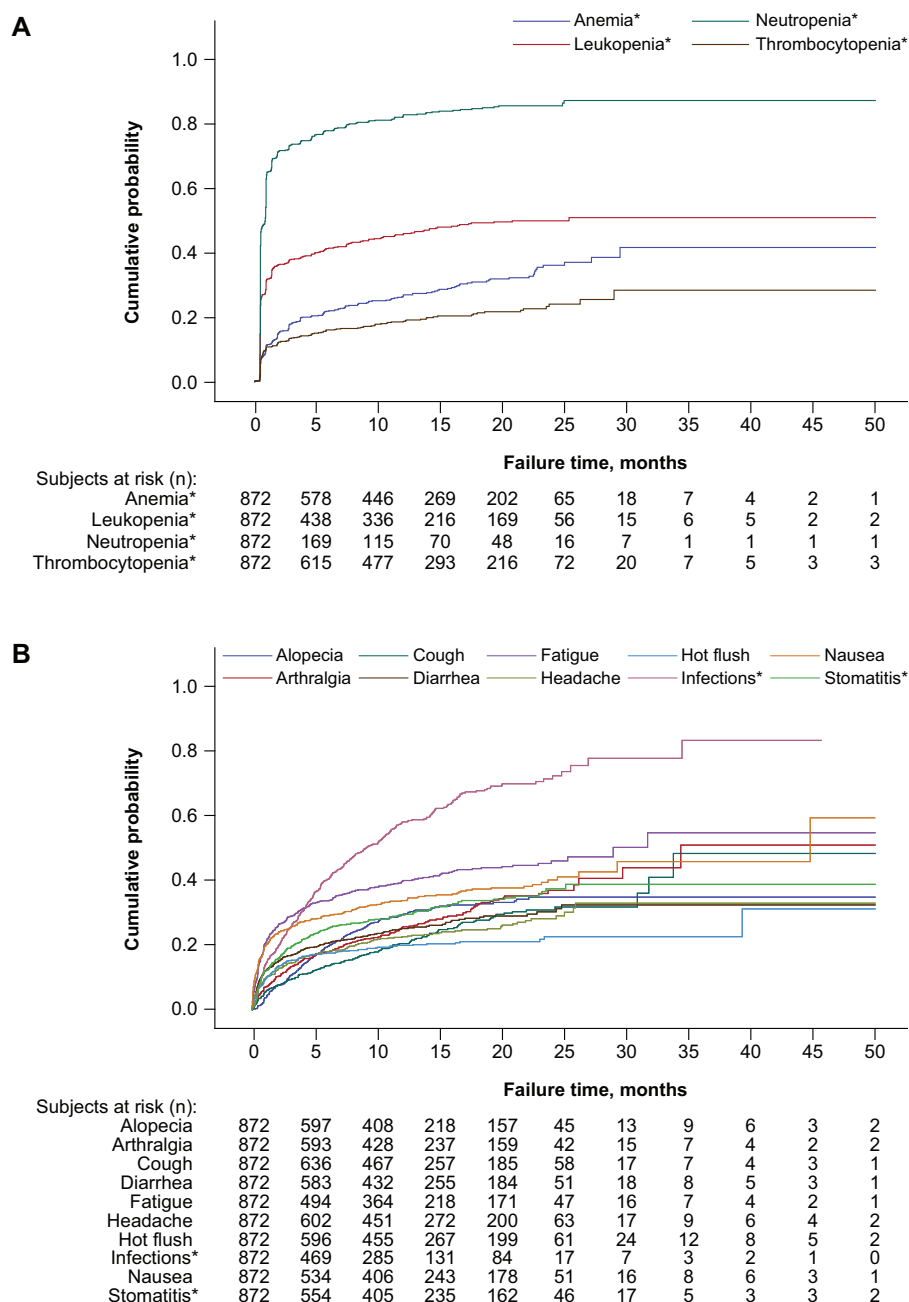 A
Anemia* Neutropenia*
Leukopenia* Thrombocytopenia*
1.0
0.8
0.6
0.4
0.2
0.0
Cumulative probability
0 5 10 15 20 25 30 35 40 45 50
Failure time, months
Subjects at risk (n):
Anemia* 872 578 446 269 202 65 18 7 4 2 1
Leukopenia* 872 438 336 216 169 56 15 6 5 2 2
Neutropenia* 872 169 115 70 48 16 7 1 1 1 1
Thrombocytopenia* 872 615 477 293 216 72 20 7 5 3 3
B
Alopecia Cough Fatigue Hot flush Nausea
Arthralgia Diarrhea Headache Infections* Stomatitis*
1.0
0.8
0.6
0.4
0.2
0.0
Cumulative probability
0 5 10 15 20 25 30 35 40 45 50
Failure time, months
Subjects at risk (n):
Alopecia 872 597 408 218 157 45 13 9 6 3 2
Arthralgia 872 593 428 237 159 42 15 7 4 2 2
Cough 872 636 467 257 185 58 17 7 4 3 1
Diarrhea 872 583 432 255 184 51 18 8 5 3 1
Fatigue 872 494 364 218 171 47 16 7 4 2 1
Headache 872 602 451 272 200 63 17 9 6 4 2
Hot flush 872 596 455 267 199 61 24 12 8 5 2
Infections* 872 469 285 131 84 17 7 3 2 1 0
Nausea 872 534 406 243 178 51 16 8 6 3 1
Stomatitis* 872 554 405 235 162 46 17 5 3 3 2